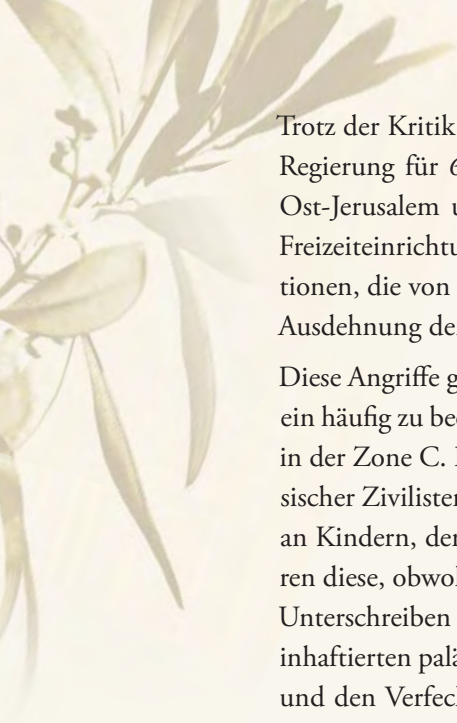 Trotz der Kritik
Regierung für 6
Ost-Jerusalem u
Freizeiteinrichtu
tionen, die von
Ausdehnung de
Diese Angriffe g
ein häufig zu be
in der Zone C.
sischer Zivilister
an Kindern, der
ren diese, obwol
Unterschreiben
inhaftierten palä
und den Verfecl